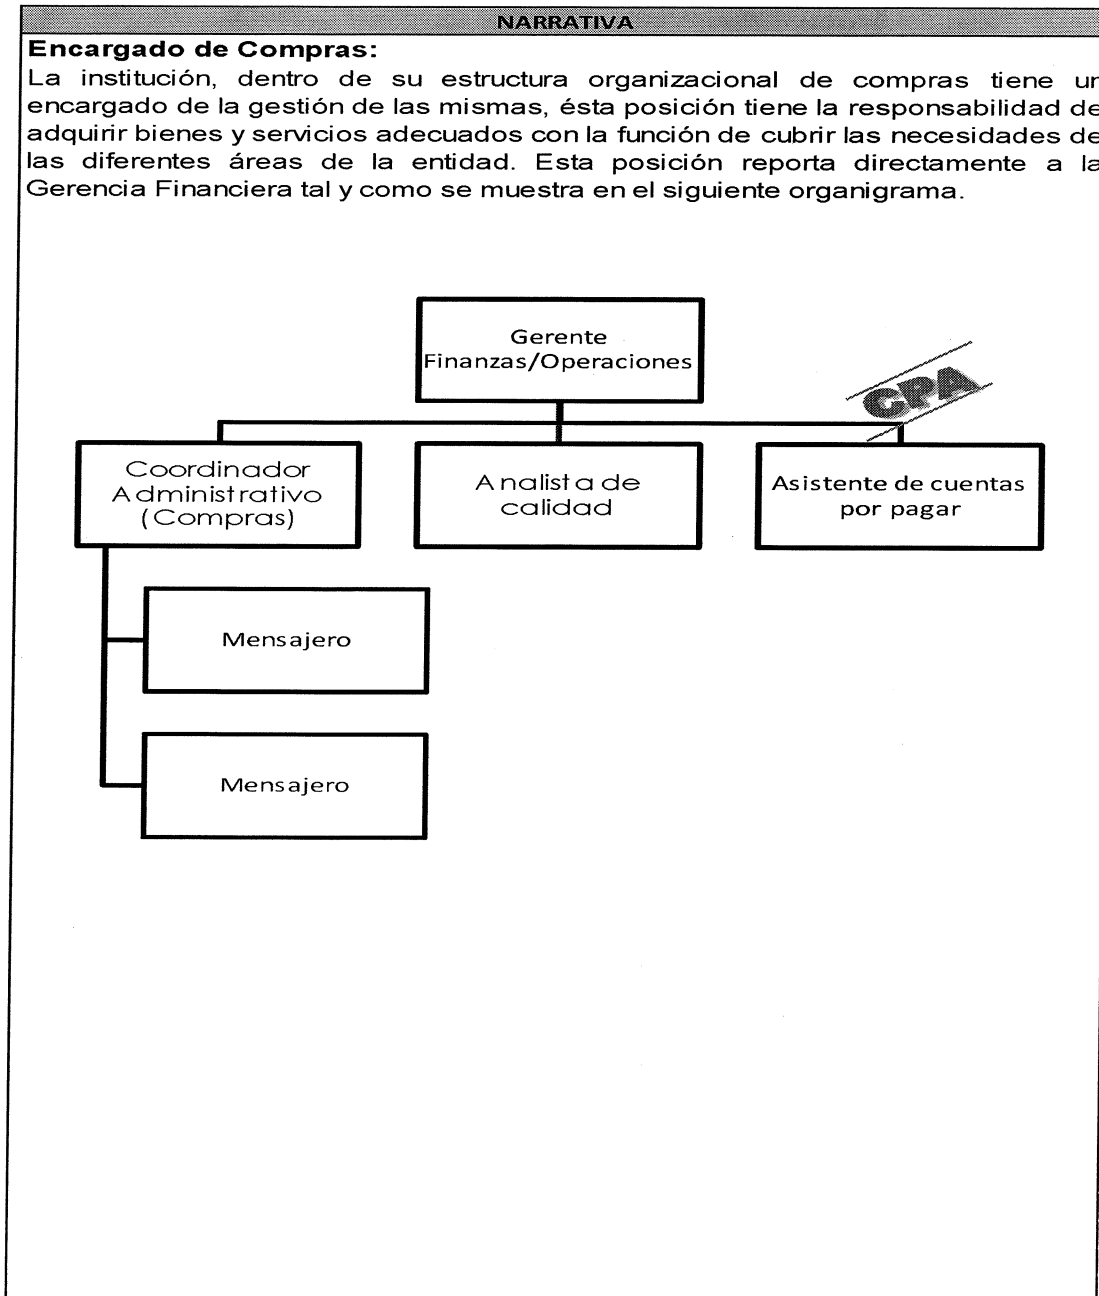 NARRATIVA
Encargado de Compras:
La institución, dentro de su estructura organizacional de compras tiene un
encargado de la gestión de las mismas, ésta posición tiene la responsabilidad de
adquirir bienes y servicios adecuados con la función de cubrir las necesidades de
las diferentes áreas de la entidad. Esta posición reporta directamente a la
Gerencia Financiera tal y como se muestra en el siguiente organigrama.
Gerente
Finanzas/Operaciones
CPA
Coordinador
Administrativo
(Compras)
Analista de
calidad
Asistente de cuentas
por pagar
Mensajero
Mensajero